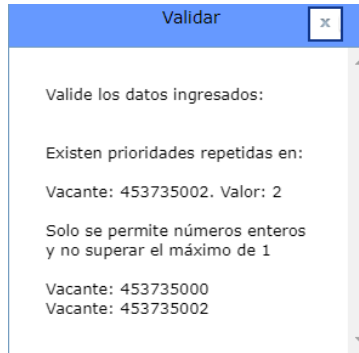 Validar
x
Valide los datos ingresados:
Existen prioridades repetidas en:
Vacante: 453735002. Valor: 2
Solo se permite números enteros
y no superar el máximo de 1
Vacante: 453735000
Vacante: 453735002